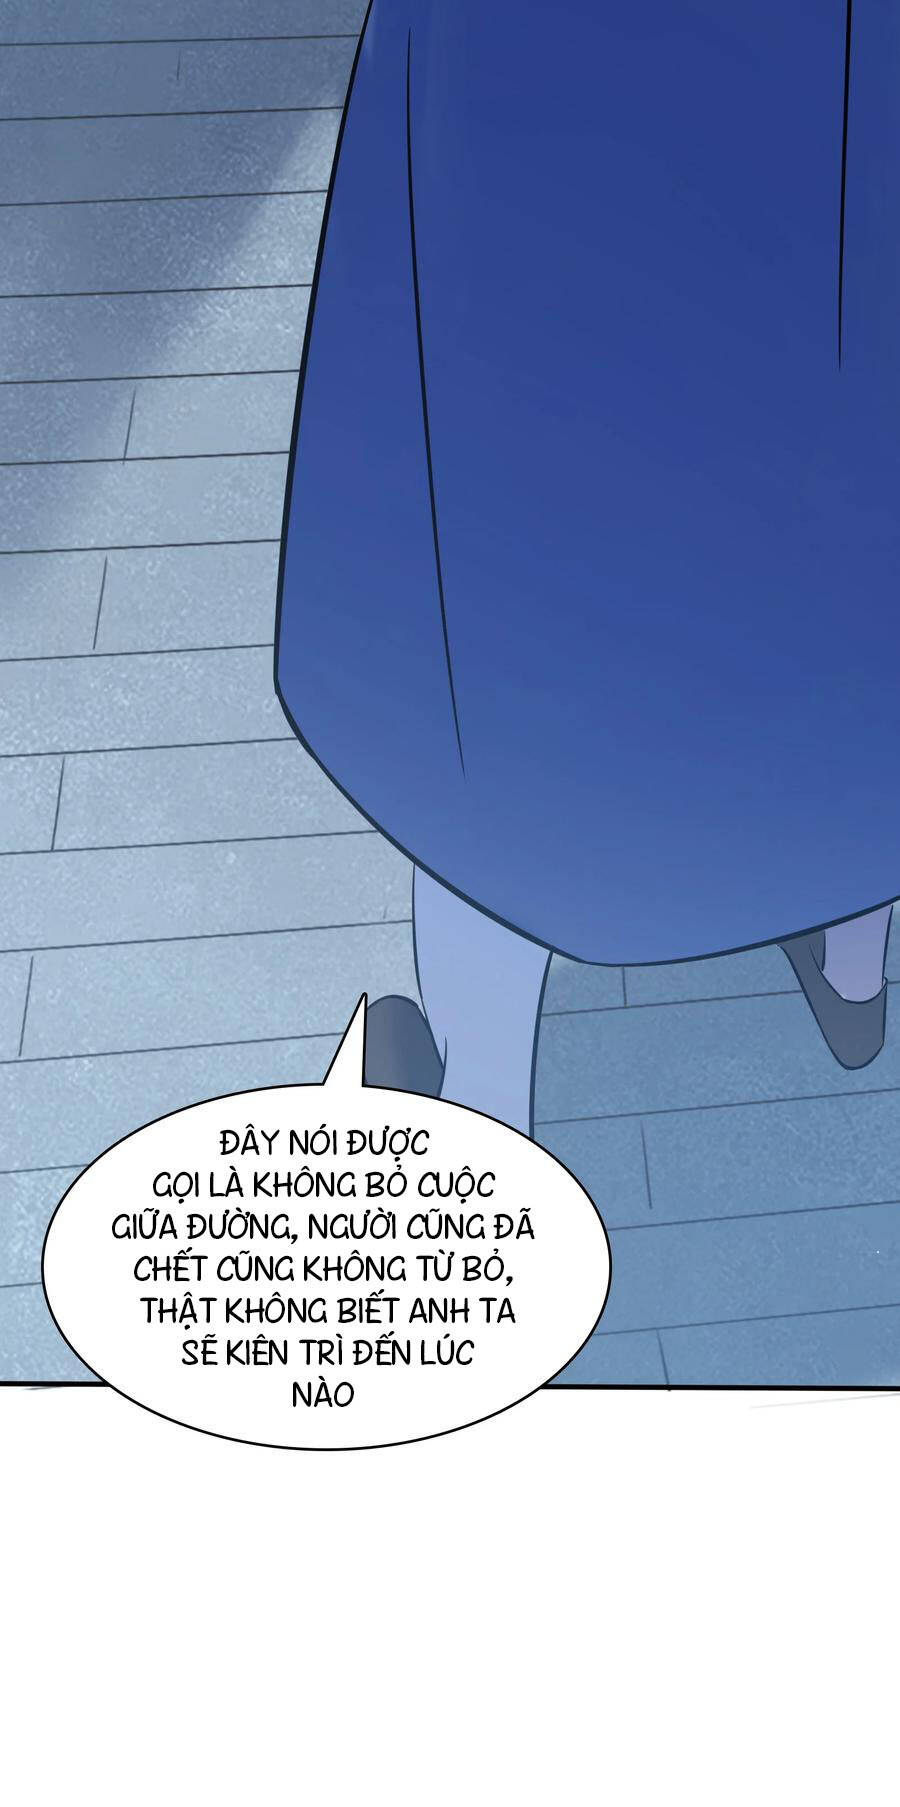 ĐÂY NÓI ĐƯỢC
GỌI LÀ KHÔNG BỎ CUỘC
GIỮA ĐƯỜNG, NGƯỜI CŨNG ĐÃ
CHẾT CŨNG KHÔNG TỪ BỎ,
THẬT KHÔNG BIẾT ANH TA
SẼ KIÊN TRÌ ĐẾN LÚC
NÀO